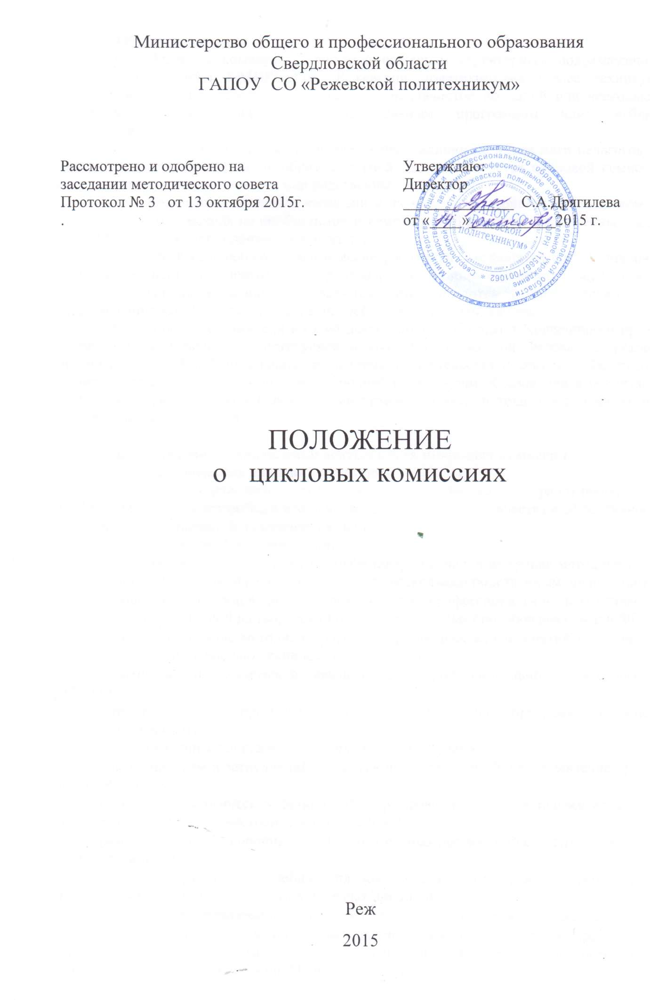 Министерство общего и профессионального образования
Свердловской области
ГАПОУ СО «Режевской политехникум»
Рассмотрено и одобрено на
заседании методического совета
Протокол № 3 от 13 октября 2015г.
.
Утверждаю:
Директор
С.А.Дрягилева
от « 14 » октября 2015 г.
Министерство общего и профессионального образования Свердловской области
государственное автономное профессиональное образовательное учреждение
Свердловской области «Режевской политехникум» ОГРН 1156677001062 *
ГАПОУ СО
«Режевской
политехникум»
ПОЛОЖЕНИЕ
о цикловых комиссиях
Реж
2015